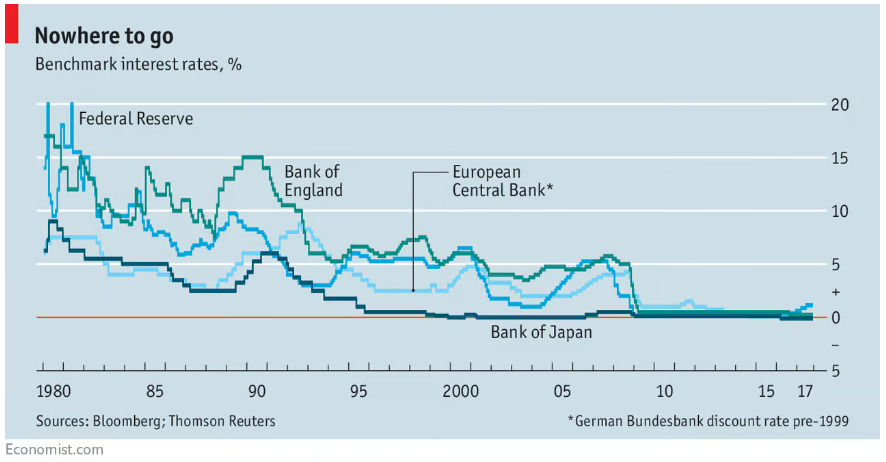 Nowhere to go
Benchmark interest rates, %
20
Federal Reserve
15
Bank of
England
European
Central Bank*
10
5
+
0
Bank of Japan
–
5
1980 85 90 95 2000 05 10 15 17
Sources: Bloomberg; Thomson Reuters
*German Bundesbank discount rate pre-1999
Economist.com